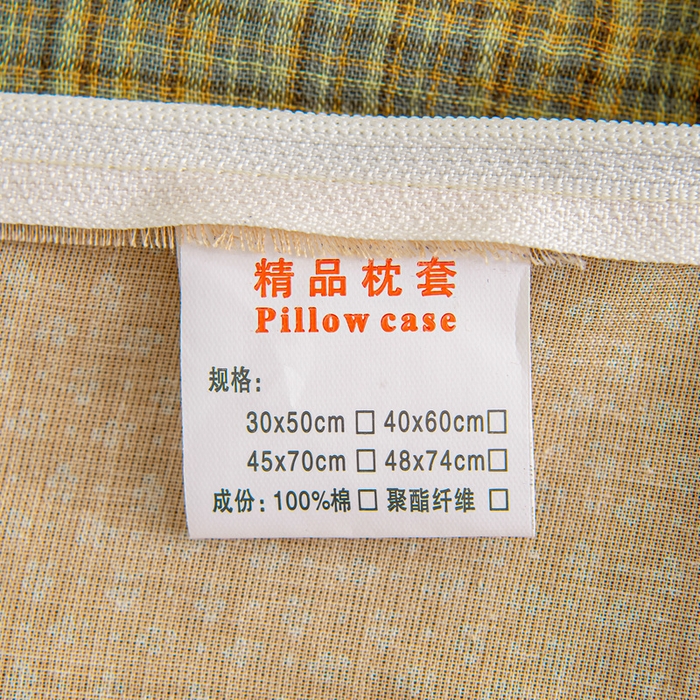 精品枕套
Pillow case
规格:
30x50cm □ 40x60cm □
45x70cm □ 48x74cm □
成份: 100%棉 □ 聚酯纤维 □